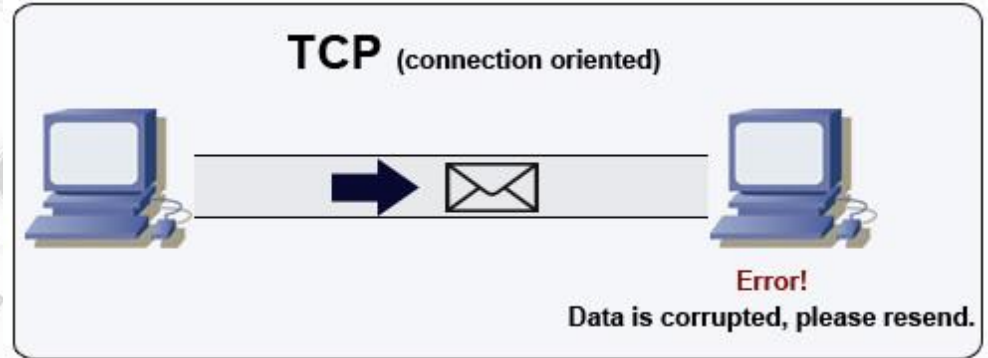 TCP (connection oriented)
Error!
Data is corrupted, please resend.